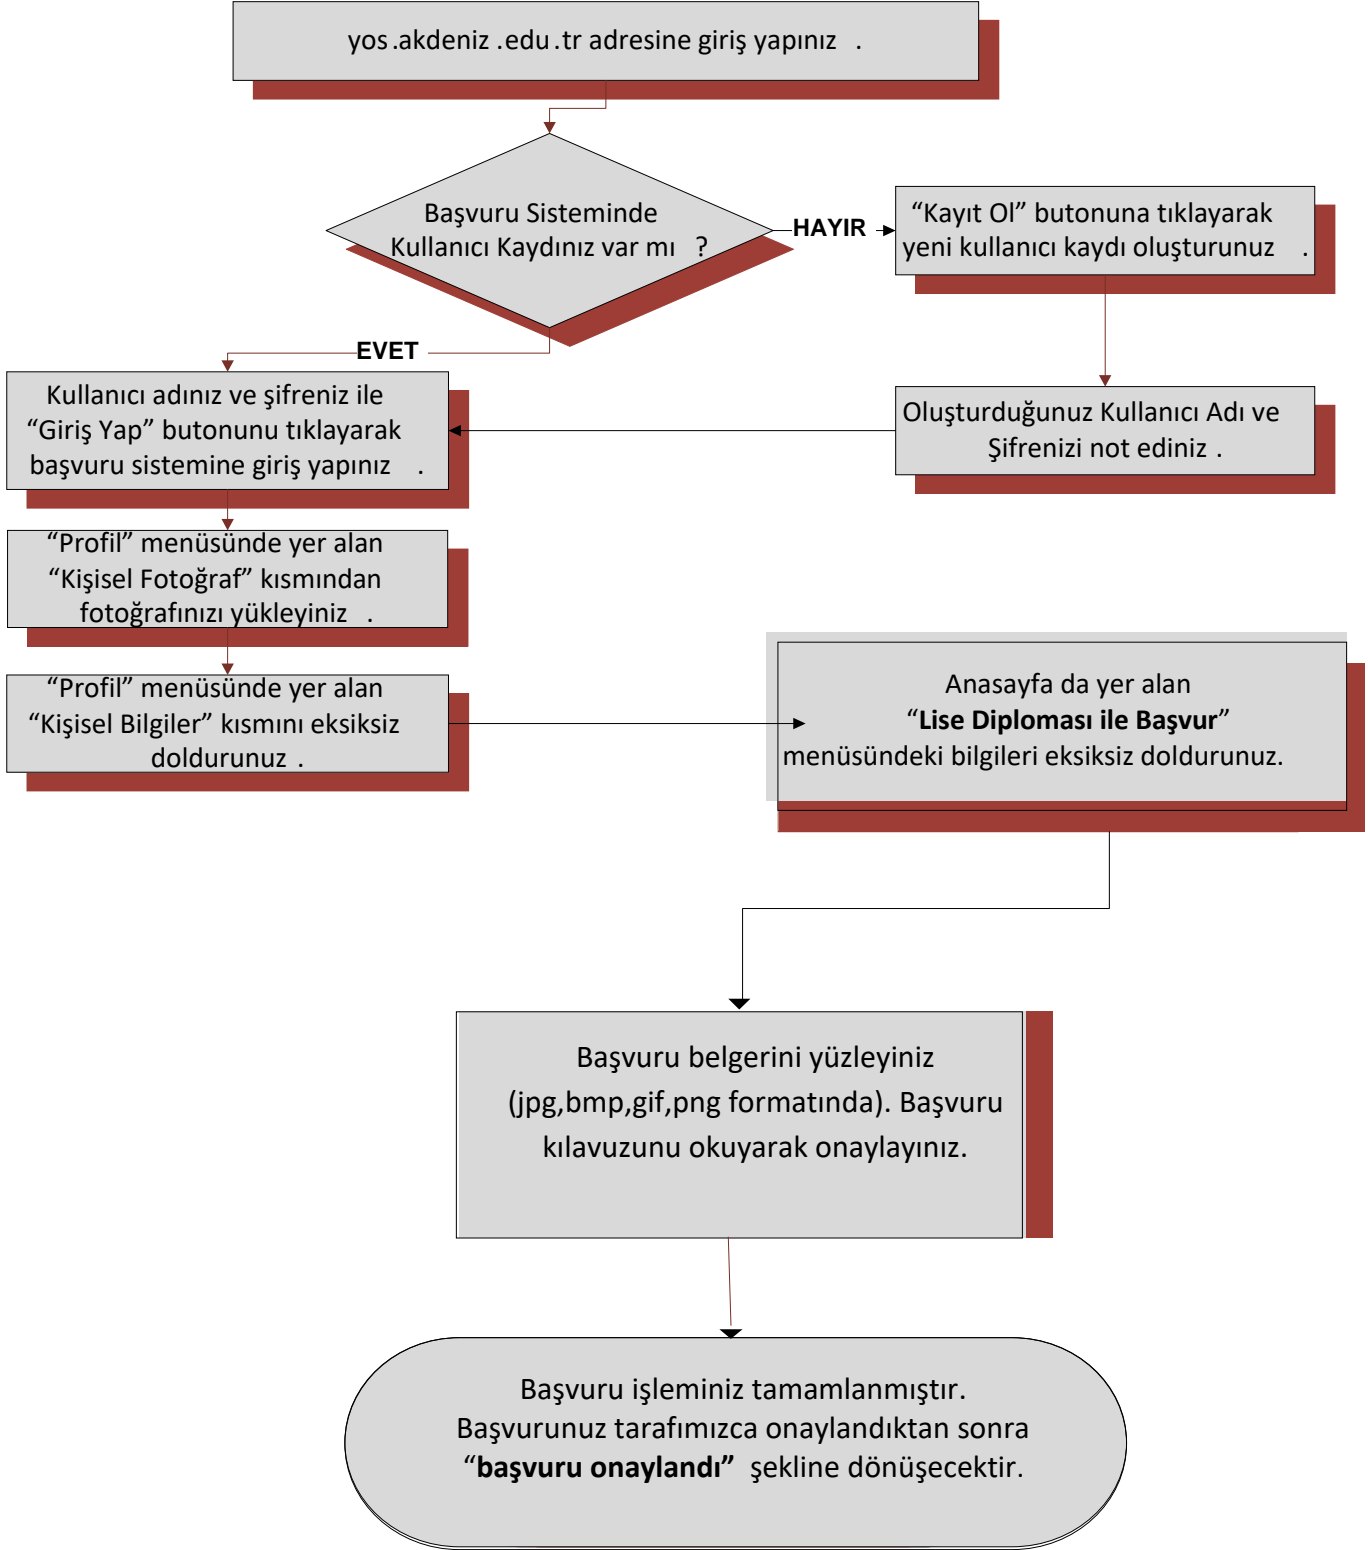 yos.akdeniz.edu.tr adresine giriş yapınız .
Başvuru Sisteminde
Kullanıcı Kaydınız var mı ?
HAYIR
“Kayıt Ol” butonuna tıklayarak
yeni kullanıcı kaydı oluşturunuz .
EVET
Kullanıcı adınız ve şifreniz ile
“Giriş Yap” butonunu tıklayarak
başvuru sistemine giriş yapınız .
Oluşturduğunuz Kullanıcı Adı ve
Şifrenizi not ediniz .
“Profil” menüsünde yer alan
“Kişisel Fotoğraf” kısmından
fotoğrafınızı yükleyiniz .
“Profil” menüsünde yer alan
“Kişisel Bilgiler” kısmını eksiksiz
doldurunuz .
Anasayfa da yer alan
“Lise Diploması ile Başvur”
menüsündeki bilgileri eksiksiz doldurunuz.
Başvuru belgerini yüzleyiniz
(jpg,bmp,gif,png formatında). Başvuru
kılavuzunu okuyarak onaylayınız.
Başvuru işleminiz tamamlanmıştır.
Başvurunuz tarafımızca onaylandıktan sonra
“başvuru onaylandı” şekline dönüşecektir.